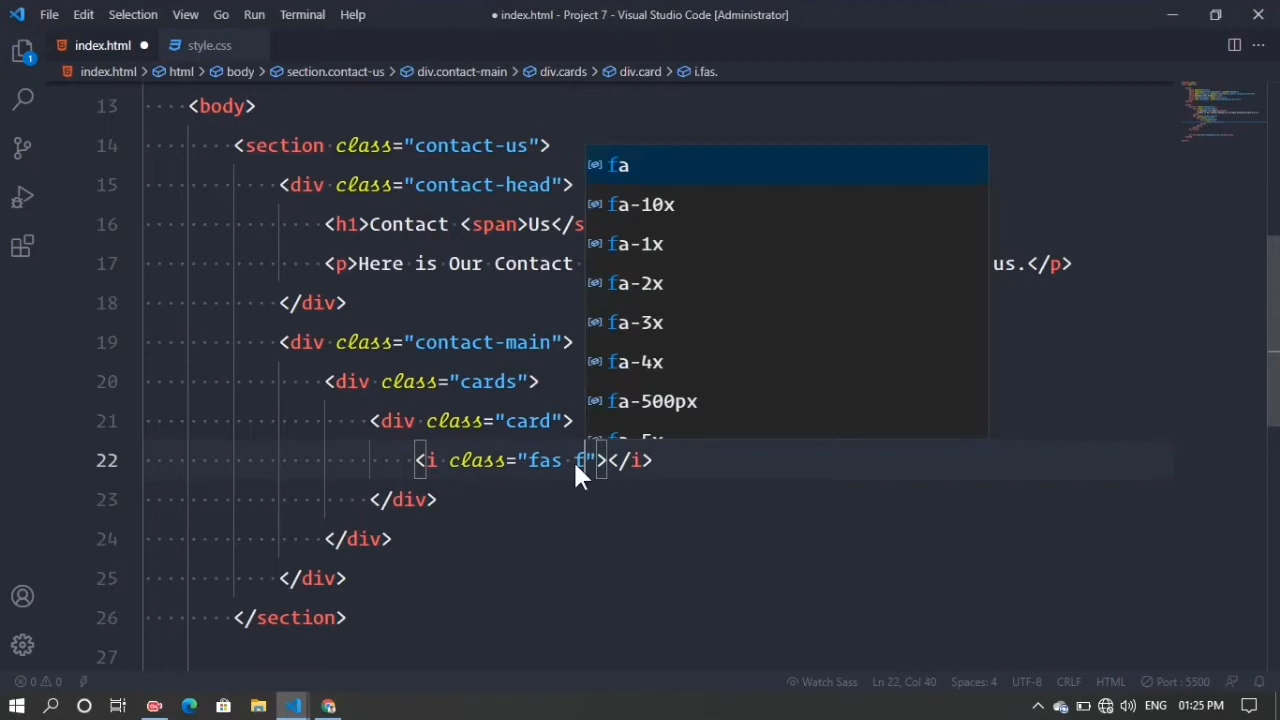 File Edit Selection View Go Run Terminal Help ● index.html - Project 7 - Visual Studio Code [Administrator]
index.html ● style.css
index.html > html > body > section.contact-us > div.contact-main > div.cards > div.card > i.fas.
1
13 <body>
14 <section class="contact-us">
15 <div class="contact-head">
16 <h1>Contact <span>Us</s
17 <p>Here is Our Contact us.</p>
18 </div>
19 <div class="contact-main">
20 <div class="cards">
21 <div class="card">
22 <i class="fas f"></i>
23 </div>
24 </div>
25 </div>
26 </section>
27
fa
fa-10x
fa-1x
fa-2x
fa-3x
fa-4x
fa-500px
fa-5x
0 0 Watch Sass Ln 22, Col 40 Spaces: 4 UTF-8 CRLF HTML Port : 5500
ENG 01:25 PM